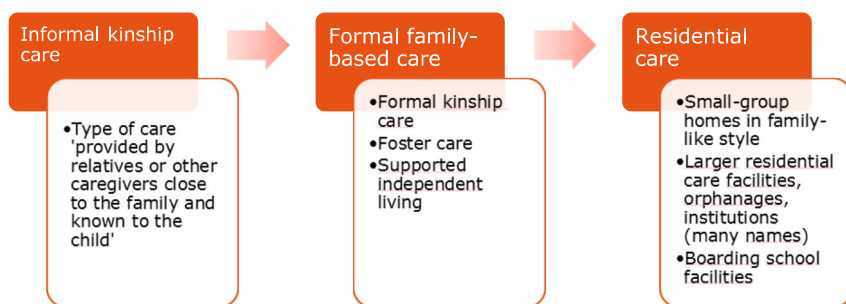 Informal kinship
care
•Type of care
'provided by
relatives or other
caregivers close
to the family and
known to the
child'
Formal family-
based care
•Formal kinship
care
•Foster care
•Supported
independent
living
Residential
care
•Small-group
homes in family-
like style
•Larger residential
care facilities,
orphanages,
institutions
(many names)
•Boarding school
facilities